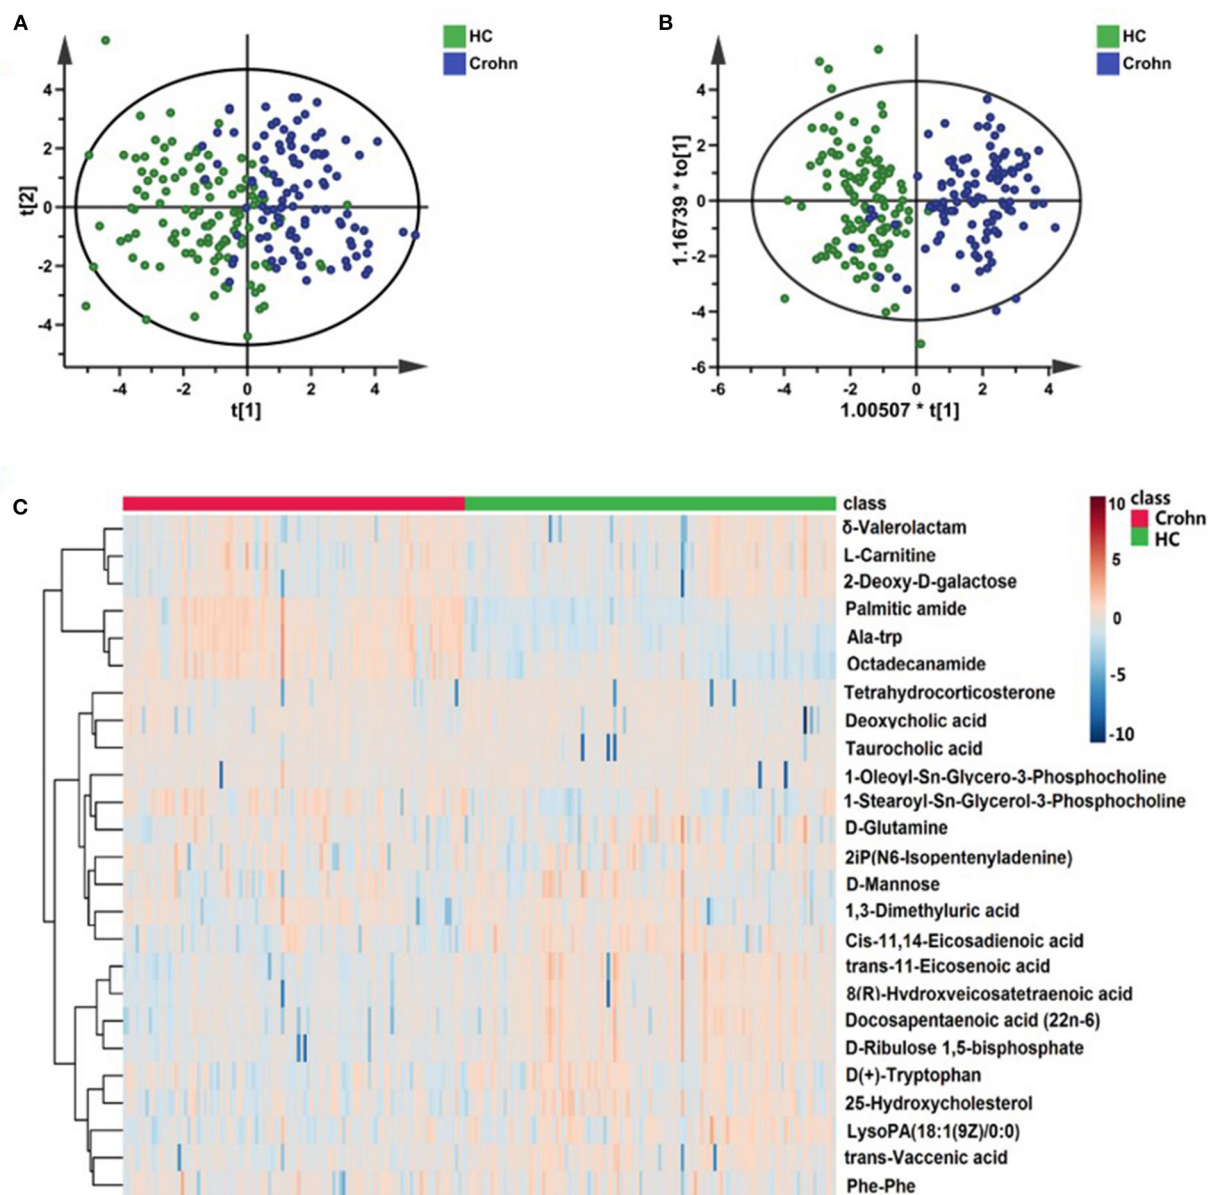 A
HC
Crohn
4
2
0
-2
-4
t[2]
-4
-2
0
2
4
t[1]
B
HC
Crohn
4
2
0
-2
-4
-6
1.16739 * to[1]
-6
-4
-2
0
2
4
1.00507 * t[1]
C
class
δ-Valerolactam
L-Carnitine
2-Deoxy-D-galactose
Palmitic amide
Ala-trp
Octadecanamide
Tetrahydrocorticosterone
Deoxycholic acid
Taurocholic acid
1-Oleoyl-Sn-Glycero-3-Phosphocholine
1-Stearoyl-Sn-Glycerol-3-Phosphocholine
D-Glutamine
2iP(N6-Isopentenyladenine)
D-Mannose
1,3-Dimethyluric acid
Cis-11,14-Eicosadienoic acid
trans-11-Eicosenoic acid
8(R)-Hydroxyeicosatetraenoic acid
Docosapentaenoic acid (22n-6)
D-Ribulose 1,5-bisphosphate
D(+)-Tryptophan
25-Hydroxycholesterol
LysoPA(18:1(9Z)/0:0)
trans-Vaccenic acid
Phe-Phe
10
5
0
-5
-10
class
Crohn
HC